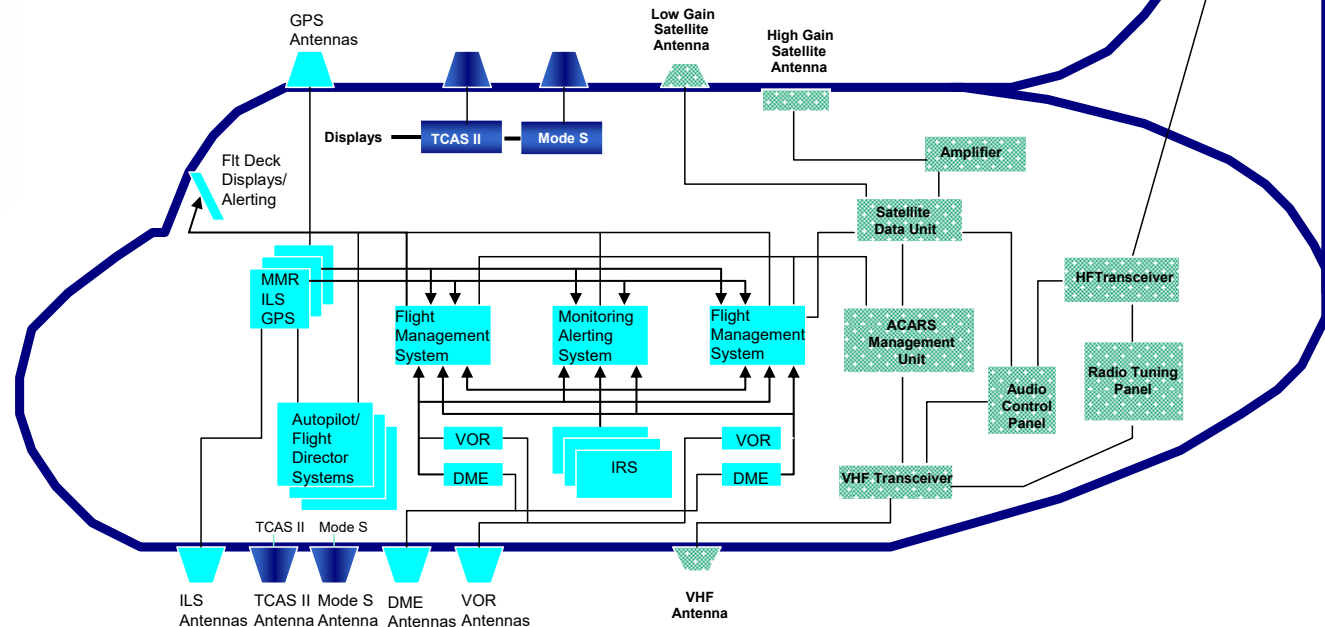 GPS
Antennas
Low Gain
Satellite
Antenna
High Gain
Satellite
Antenna
Displays
TCAS II
Mode S
Amplifier
Flt Deck
Displays/
Alerting
Satellite
Data Unit
MMR
ILS
GPS
HFTransceiver
Flight
Management
System
Monitoring
Alerting
System
Flight
Management
System
ACARS
Management
Unit
Radio Tuning
Panel
Audio
Control
Panel
Autopilot/
Flight
Director
Systems
VOR
DME
IRS
VOR
DME
VHF Transceiver
TCAS II
Mode S
ILS
Antennas
TCAS II
Antenna
Mode S
Antenna
DME
Antennas
VOR
Antennas
VHF
Antenna